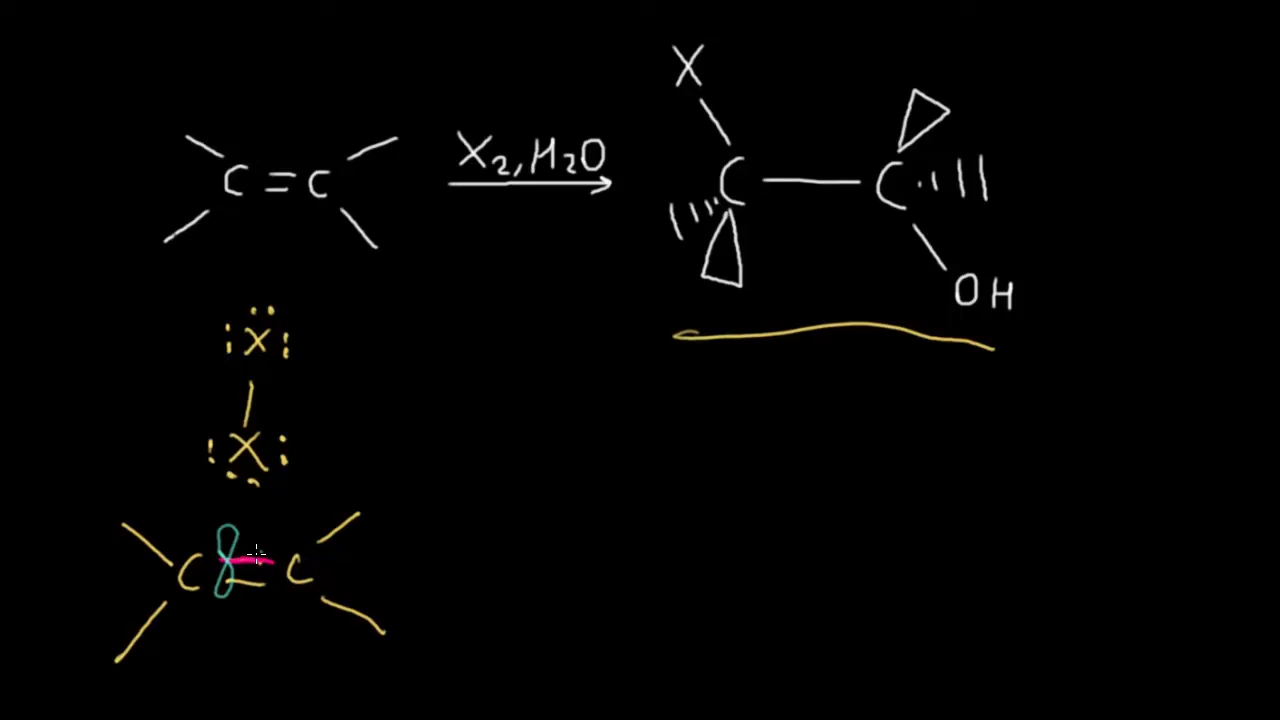 X
C=C X₂, H₂O C—C
OH
:Ẍ:
:X:
C=C